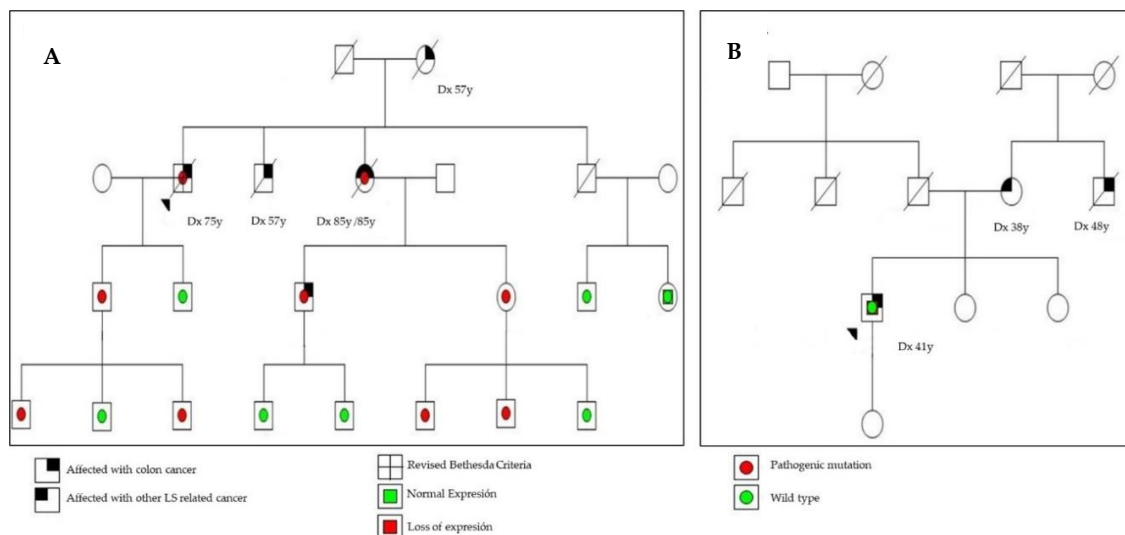 A
B
Dx 57y
Dx 75y
Dx 57y
Dx 85y/85y
Dx 38y
Dx 48y
Dx 41y
Affected with colon cancer
Affected with other LS related cancer
Revised Bethesda Criteria
Normal Expresión
Loss of expresión
Pathogenic mutation
Wild type